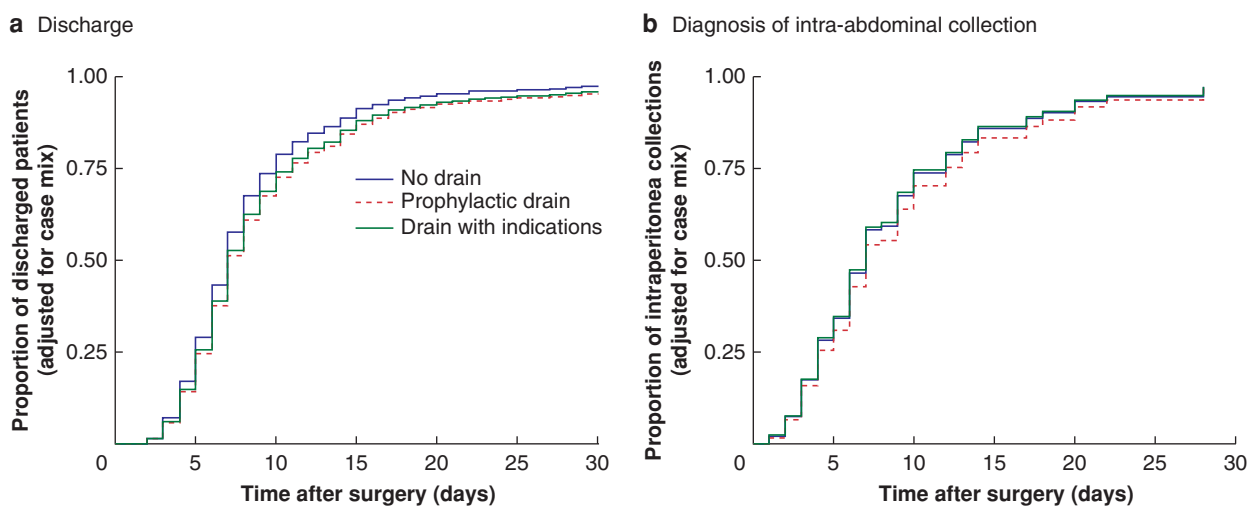 a Discharge
1.00
0.75
0.50
0.25
0
5
10
15
20
25
30
Proportion of discharged patients
(adjusted for case mix)
Time after surgery (days)
No drain
Prophylactic drain
Drain with indications
b Diagnosis of intra-abdominal collection
1.00
0.75
0.50
0.25
0
5
10
15
20
25
30
Proportion of intraperitonea collections
(adjusted for case mix)
Time after surgery (days)